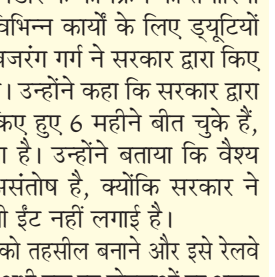 विभिन्न कार्यों के लिए ड्यूटियों
बजरंग गर्ग ने सरकार द्वारा किए
। उन्होंने कहा कि सरकार द्वारा
किए हुए 6 महीने बीत चुके हैं,
है। उन्होंने बताया कि वैश्य
असंतोष है, क्योंकि सरकार ने
ईंट नहीं लगाई है।
को तहसील बनाने और इसे रेलवे